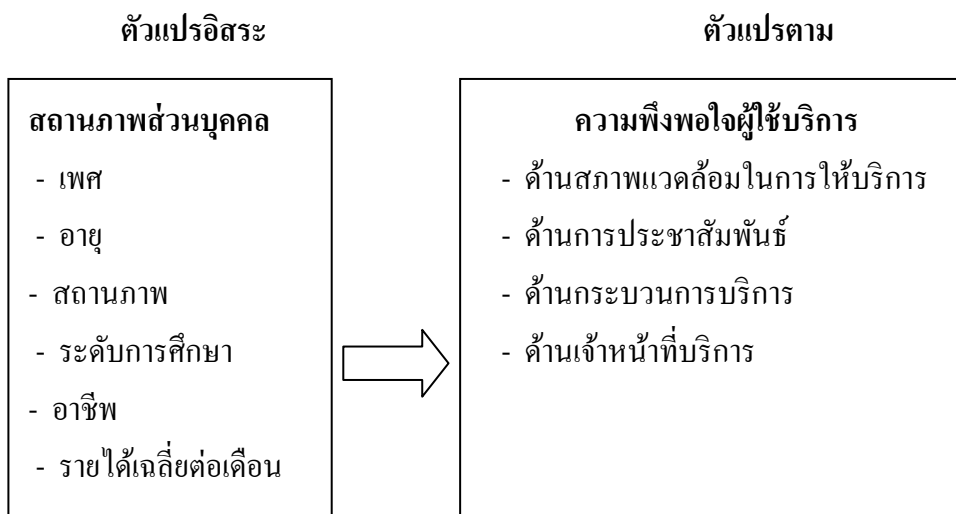 ตัวแปรอิสระ
ตัวแปรตาม
สถานภาพส่วนบุคคล
- เพศ
- อายุ
- สถานภาพ
- ระดับการศึกษา
- อาชีพ
- รายได้เฉลี่ยต่อเดือน
ความพึงพอใจผู้ใช้บริการ
- ด้านสภาพแวดล้อมในการให้บริการ
- ด้านการประชาสัมพันธ์
- ด้านกระบวนการบริการ
- ด้านเจ้าหน้าที่บริการ